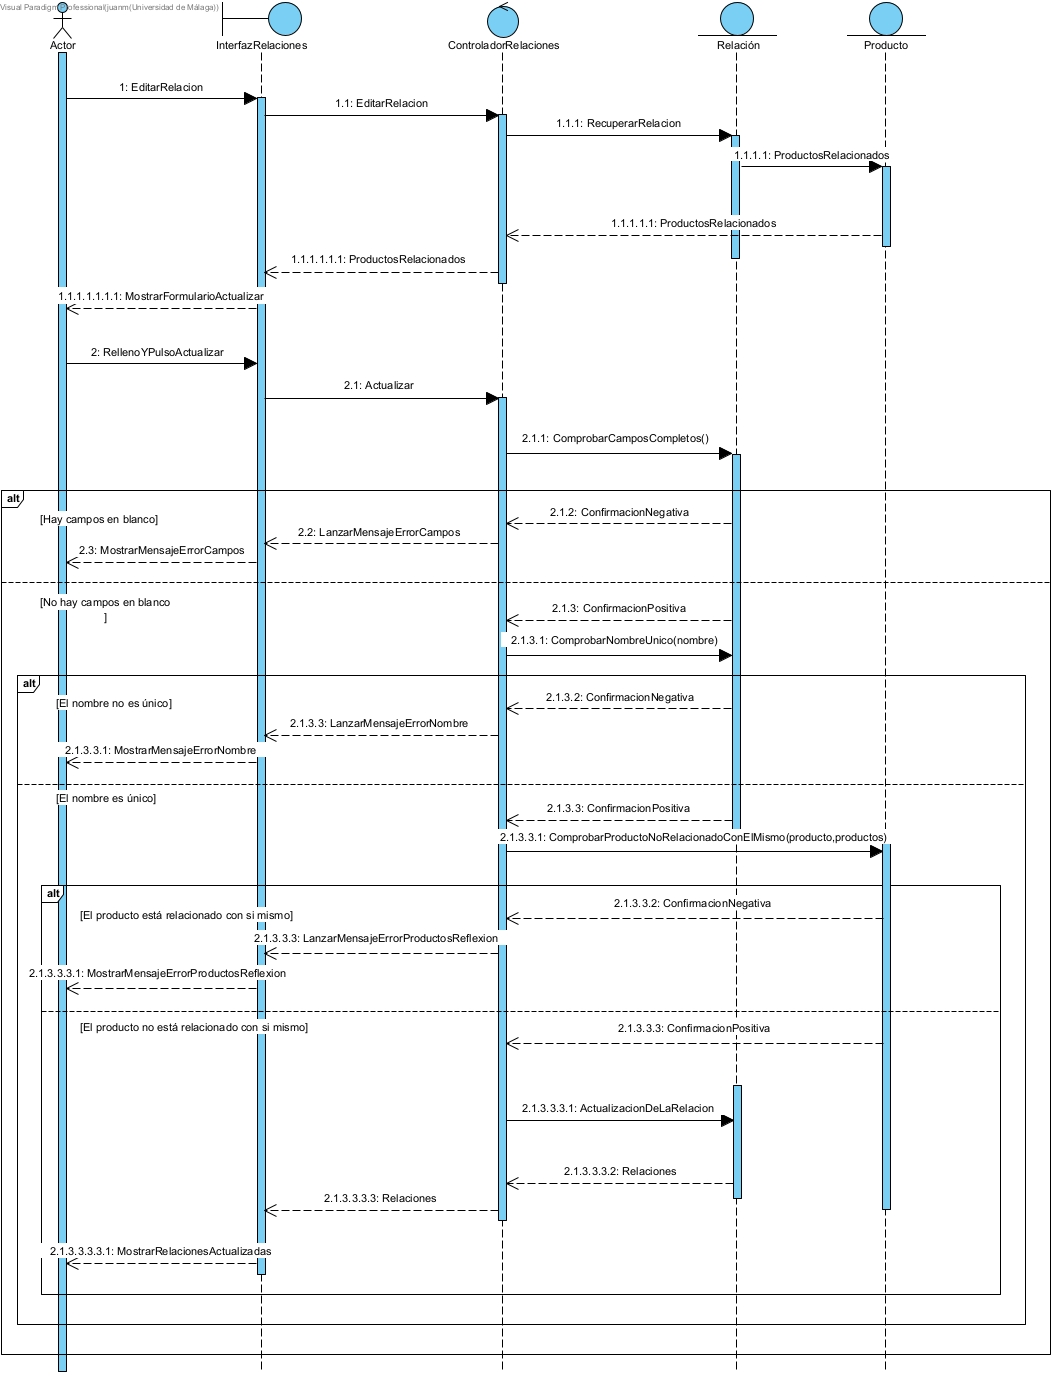 Visual Paradigm Professional(juanm(Universidad de Málaga))
Actor
InterfazRelaciones
ControladorRelaciones
Relación
Producto
1: EditarRelacion
1.1: EditarRelacion
1.1.1: RecuperarRelacion
1.1.1.1: ProductosRelacionados
1.1.1.1.1: ProductosRelacionados
1.1.1.1.1.1: ProductosRelacionados
1.1.1.1.1.1.1: MostrarFormularioActualizar
2: RellenoYPulsoActualizar
2.1: Actualizar
2.1.1: ComprobarCamposCompletos()
alt
[Hay campos en blanco]
2.1.2: ConfirmacionNegativa
2.2: LanzarMensajeErrorCampos
2.3: MostrarMensajeErrorCampos
[No hay campos en blanco
]
2.1.3: ConfirmacionPositiva
2.1.3.1: ComprobarNombreUnico(nombre)
alt
[El nombre no es único]
2.1.3.2: ConfirmacionNegativa
2.1.3.3: LanzarMensajeErrorNombre
2.1.3.3.1: MostrarMensajeErrorNombre
[El nombre es único]
2.1.3.3: ConfirmacionPositiva
2.1.3.3.1: ComprobarProductoNoRelacionadoConElMismo(producto,productos)
alt
[El producto está relacionado con si mismo]
2.1.3.3.2: ConfirmacionNegativa
2.1.3.3.3: LanzarMensajeErrorProductosReflexion
2.1.3.3.3.1: MostrarMensajeErrorProductosReflexion
[El producto no está relacionado con si mismo]
2.1.3.3.3: ConfirmacionPositiva
2.1.3.3.3.1: ActualizacionDeLaRelacion
2.1.3.3.3.2: Relaciones
2.1.3.3.3.3: Relaciones
2.1.3.3.3.3.1: MostrarRelacionesActualizadas